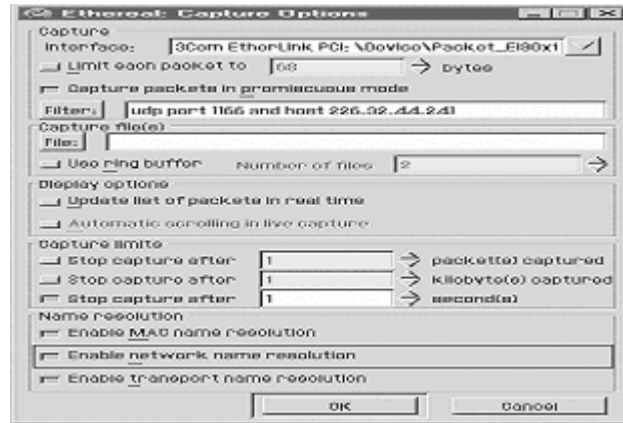 Ethereal: Capture Options
Capture
Interface: 3Com EtherLink PCI: \Device\Packet_El90x1
Limit each packet to 68 bytes
Capture packets in promiscuous mode
Filter: udp port 1166 and host 226.32.44.241
Capture file(s)
File:
Use ring buffer Number of files 2
Display options
Update list of packets in real time
Automatic scrolling in live capture
Capture limits
Stop capture after 1 packet(s) captured
Stop capture after 1 kilobyte(s) captured
Stop capture after 1 second(s)
Name resolution
Enable MAC name resolution
Enable network name resolution
Enable transport name resolution
OK Cancel